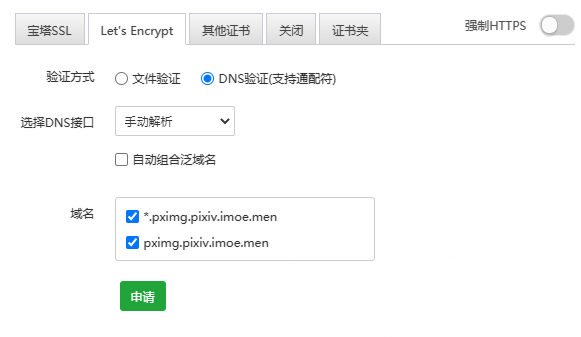 宝塔SSL Let's Encrypt 其他证书 关闭 证书夹 强制HTTPS
验证方式 文件验证 DNS验证(支持通配符)
选择DNS接口 手动解析
自动组合泛域名
域名 *.pximg.pixiv.imoe.men
pximg.pixiv.imoe.men
申请